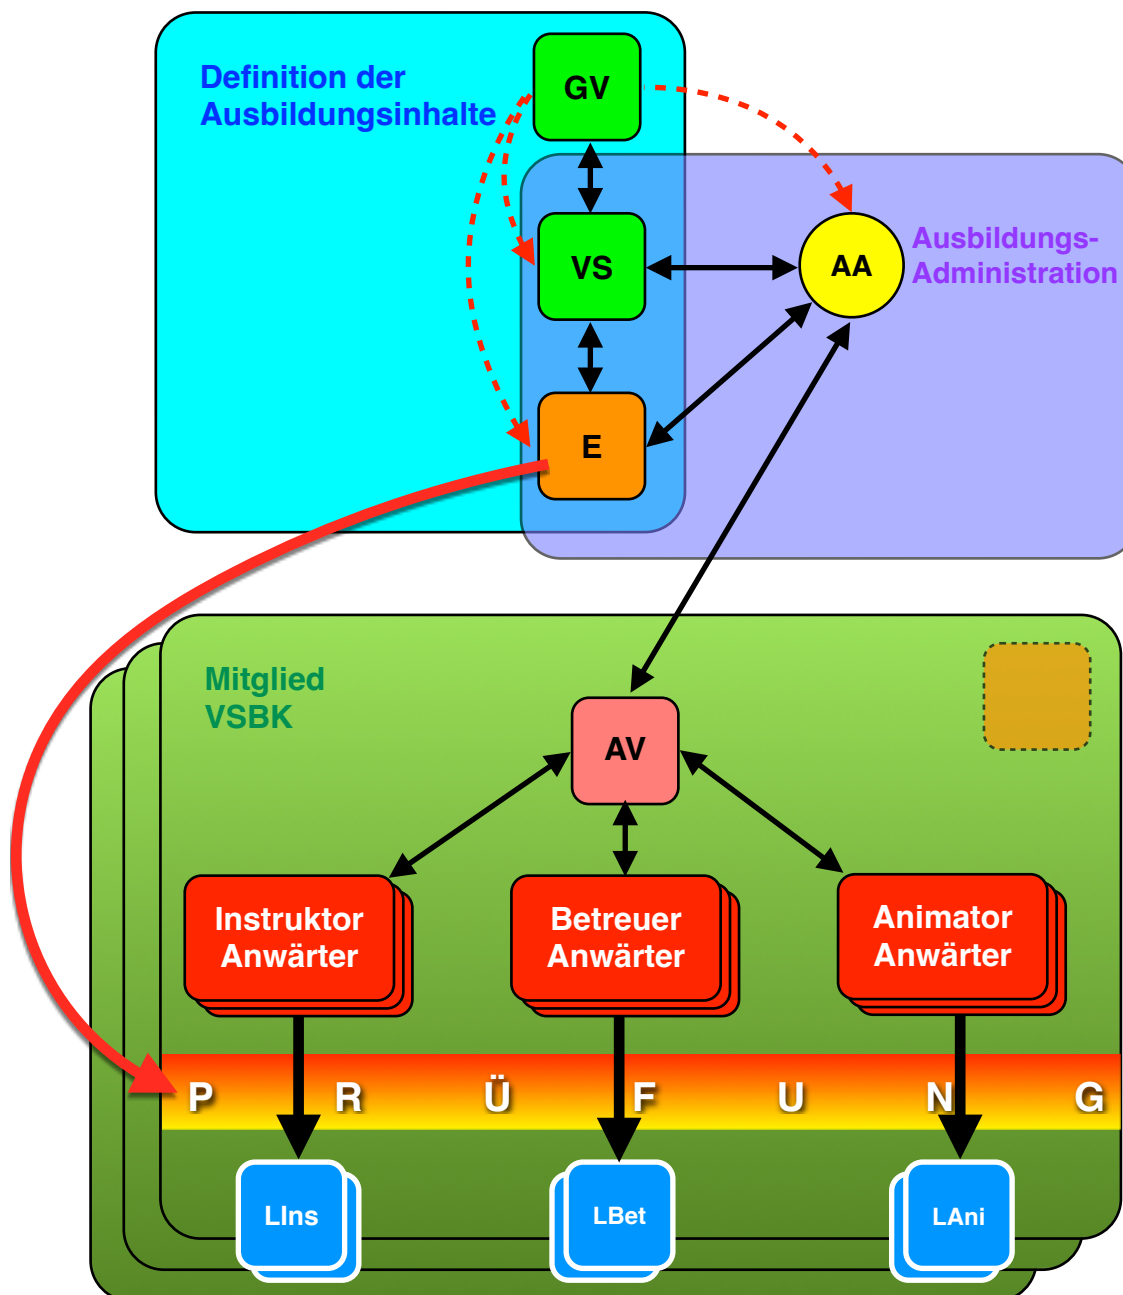 Definition der
Ausbildungsinhalte
GV
VS
AA
Ausbildungs-
Administration
E
Mitglied
VSBK
AV
Instruktor
Anwärter
Betreuer
Anwärter
Animator
Anwärter
P R Ü F U N G
LIns
LBet
LAni